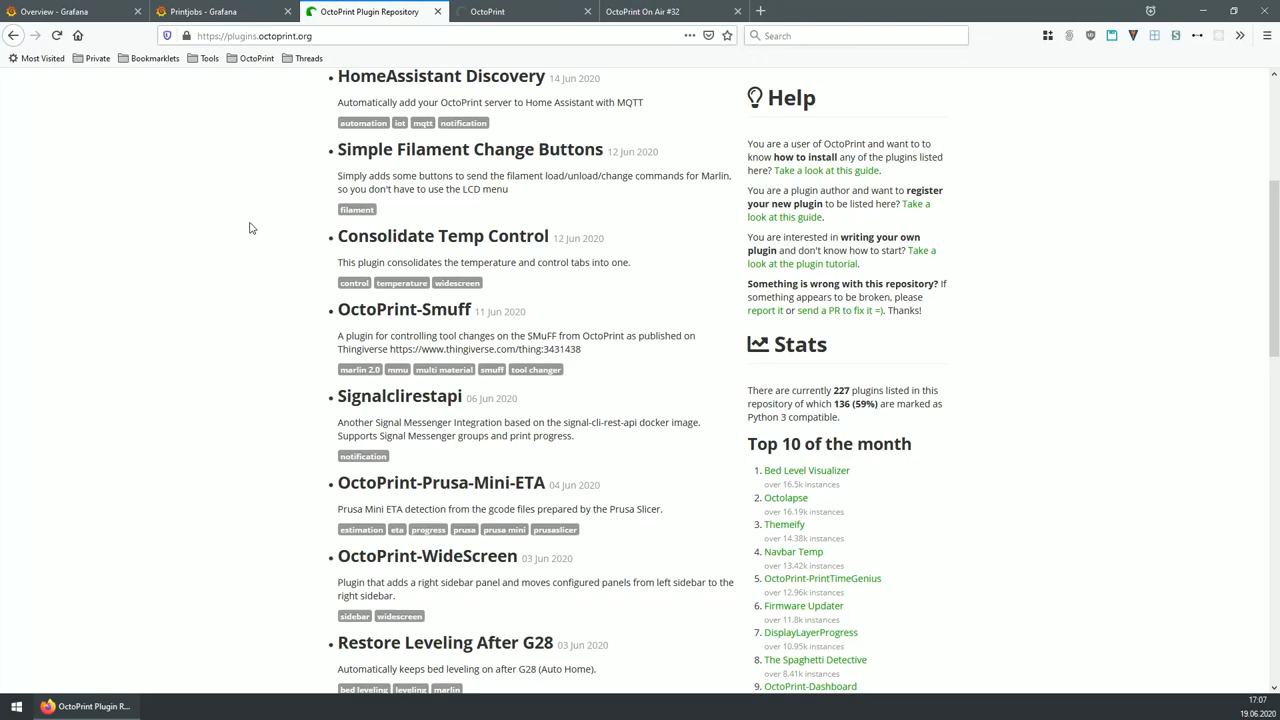 Overview - Grafana
Printjobs - Grafana
OctoPrint Plugin Repository
OctoPrint
OctoPrint On Air #32
https://plugins.octoprint.org
Search
Most Visited
Private
Bookmarklets
Tools
OctoPrint
Threads
HomeAssistant Discovery 14 Jun 2020
Automatically add your OctoPrint server to Home Assistant with MQTT
automation iot mqtt notification
Simple Filament Change Buttons 12 Jun 2020
Simply adds some buttons to send the filament load/unload/change commands for Marlin,
so you don't have to use the LCD menu
filament
Consolidate Temp Control 12 Jun 2020
This plugin consolidates the temperature and control tabs into one.
control temperature widescreen
OctoPrint-Smuff 11 Jun 2020
A plugin for controlling tool changes on the SMuFF from OctoPrint as published on
Thingiverse https://www.thingiverse.com/thing:3431438
marlin 2.0 mmu multi material smuff tool changer
Signalclirestapi 06 Jun 2020
Another Signal Messenger Integration based on the signal-cli-rest-api docker image.
Supports Signal Messenger groups and print progress.
notification
OctoPrint-Prusa-Mini-ETA 04 Jun 2020
Prusa Mini ETA detection from the gcode files prepared by the Prusa Slicer.
estimation eta progress prusa prusa mini prusaslicer
OctoPrint-WideScreen 03 Jun 2020
Plugin that adds a right sidebar panel and moves configured panels from left sidebar to the
right sidebar.
sidebar widescreen
Restore Leveling After G28 03 Jun 2020
Automatically keeps bed leveling on after G28 (Auto Home).
bed leveling leveling marlin
Help
You are a user of OctoPrint and want to to
know how to install any of the plugins listed
here? Take a look at this guide.
You are a plugin author and want to register
your new plugin to be listed here? Take a
look at this guide.
You are interested in writing your own
plugin and don't know how to start? Take a
look at the plugin tutorial.
Something is wrong with this repository? If
something appears to be broken, please
report it or send a PR to fix it =). Thanks!
Stats
There are currently 227 plugins listed in this
repository of which 136 (59%) are marked as
Python 3 compatible.
Top 10 of the month
1. Bed Level Visualizer
over 16.5k instances
2. Octolapse
over 16.19k instances
3. Themeify
over 14.38k instances
4. Navbar Temp
over 13.42k instances
5. OctoPrint-PrintTimeGenius
over 12.96k instances
6. Firmware Updater
over 11.8k instances
7. DisplayLayerProgress
over 10.95k instances
8. The Spaghetti Detective
over 8.41k instances
9. OctoPrint-Dashboard
OctoPrint Plugin R...
17:07
19.06.2020